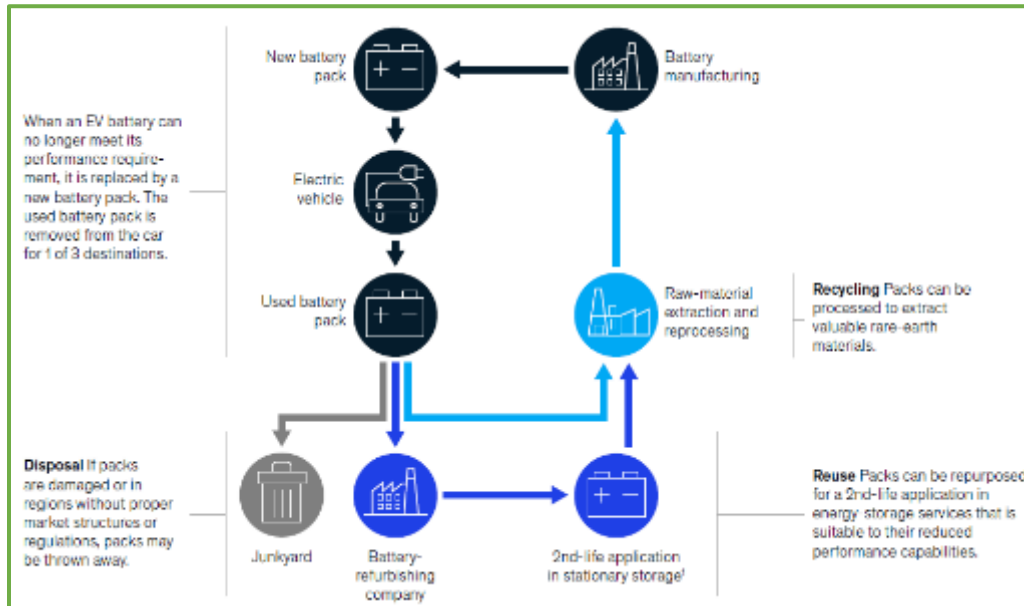 New battery
pack
Battery
manufacturing
When an EV battery can
no longer meet its
performance require-
ment, it is replaced by a
new battery pack. The
used battery pack is
removed from the car
for 1 of 3 destinations.
Electric
vehicle
Used battery
pack
Raw-material
extraction and
reprocessing
Recycling Packs can be
processed to extract
valuable rare-earth
materials.
Disposal If packs
are damaged or in
regions without proper
market structures or
regulations, packs may
be thrown away.
Junkyard
Battery-
refurbishing
company
2nd-life application
in stationary storage¹
Reuse Packs can be repurposed
for a 2nd-life application in
energy-storage services that is
suitable to their reduced
performance capabilities.